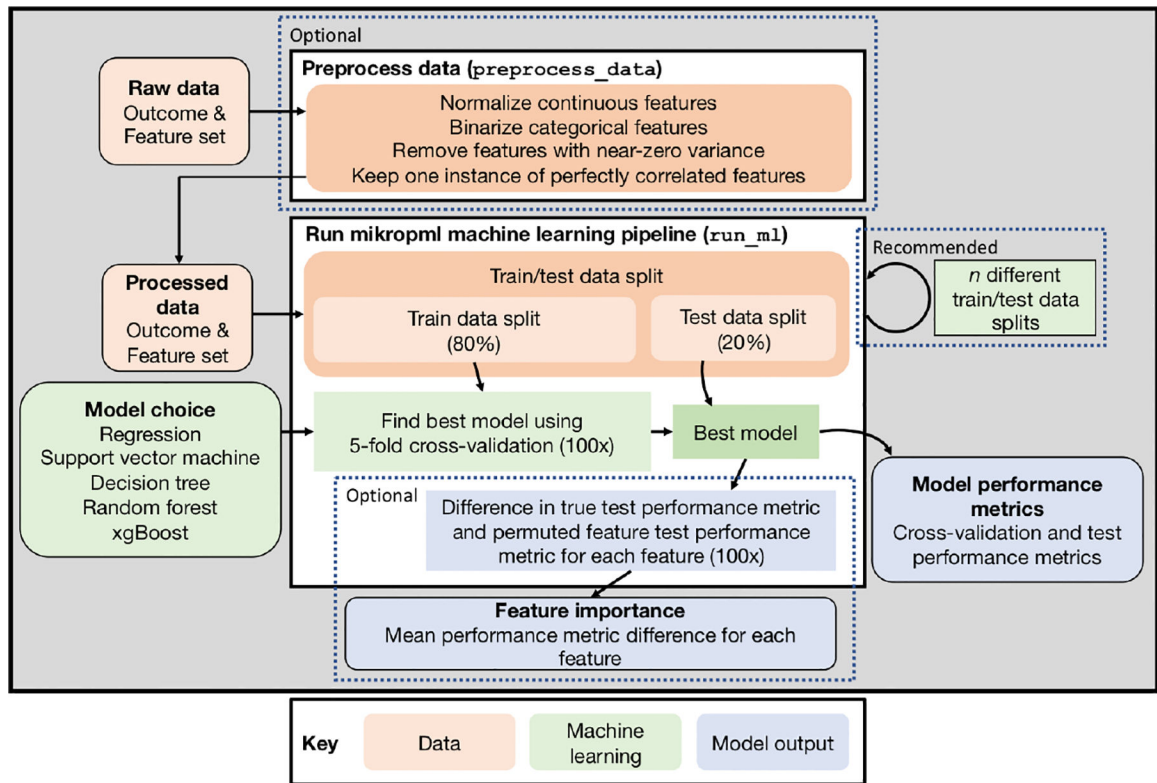 Optional
Preprocess data (preprocess_data)
Raw data
Outcome &
Feature set
Normalize continuous features
Binarize categorical features
Remove features with near-zero variance
Keep one instance of perfectly correlated features
Run mikropml machine learning pipeline (run_ml)
Recommended
n different
train/test data
splits
Processed
data
Outcome &
Feature set
Train/test data split
Train data split
(80%)
Test data split
(20%)
Model choice
Regression
Support vector machine
Decision tree
Random forest
xgBoost
Find best model using
5-fold cross-validation (100x)
Best model
Model performance
metrics
Cross-validation and test
performance metrics
Optional
Difference in true test performance metric
and permuted feature test performance
metric for each feature (100x)
Feature importance
Mean performance metric difference for each
feature
Key
Data
Machine
learning
Model output